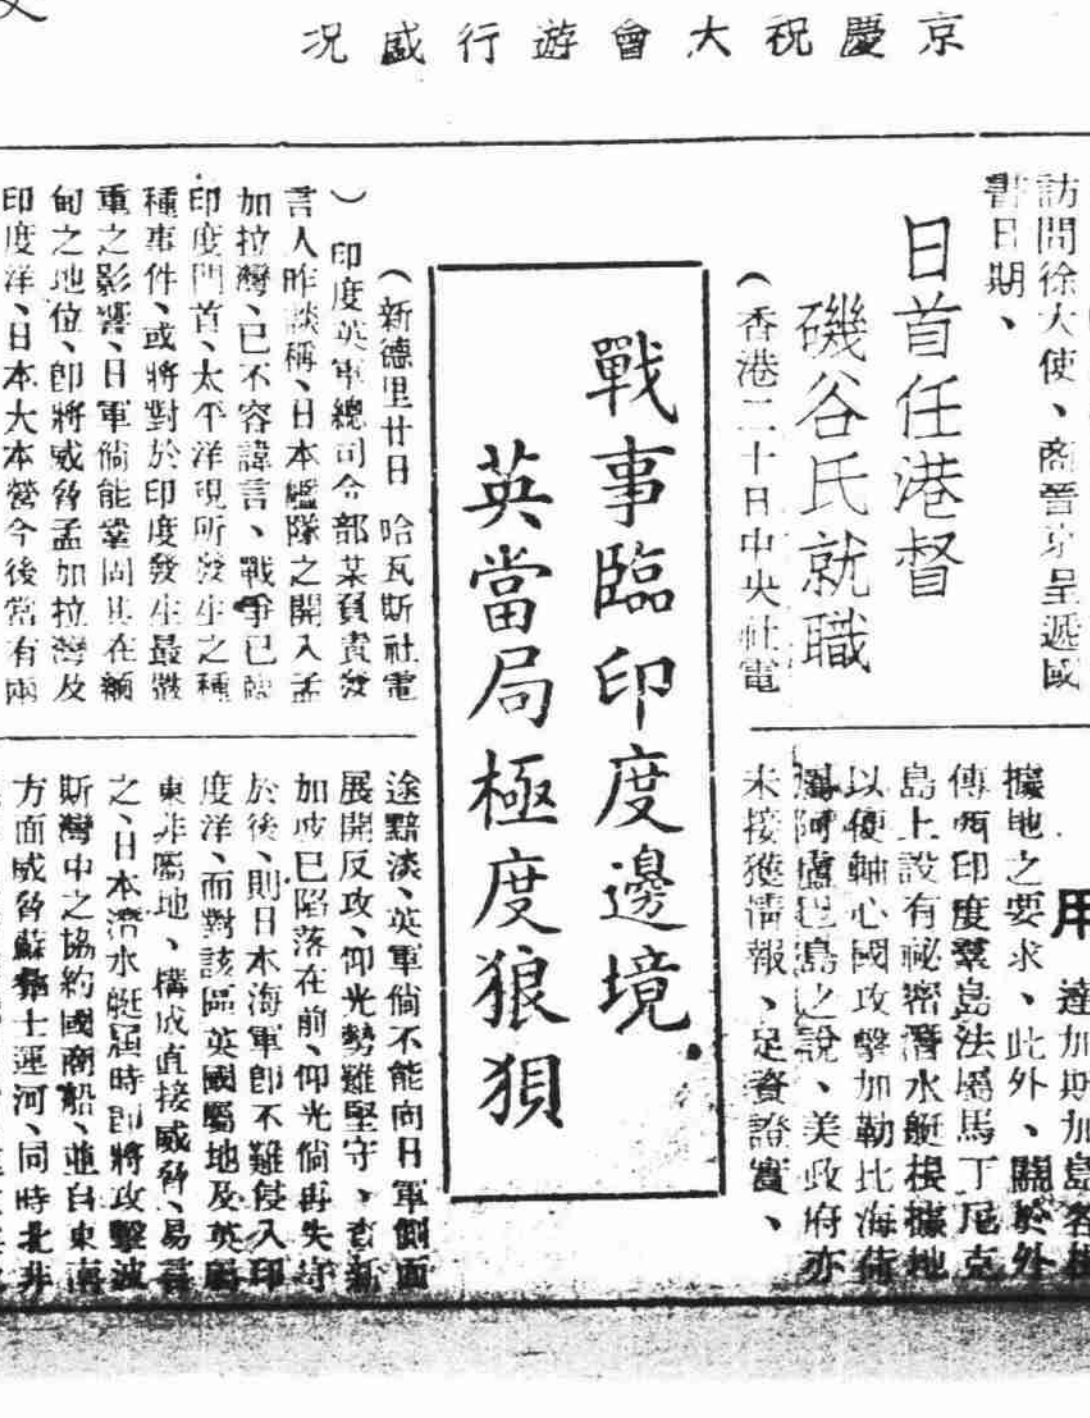 京慶祝大會遊行盛况
訪問徐大使、商晉京呈遞國
書日期、
日首任港督
磯谷氏就職
（香港二十日中央社電
戰事臨印度邊境
英當局極度狼狽
（新德里廿日 哈瓦斯社電
）印度英軍總司令部某負責發
言人昨談稱、日本艦隊之開入孟
加拉灣、已不容諱言、戰爭已
印度門首、太平洋現所發生之種
種事件、或將對於印度發生最嚴
重之影響、日軍倘能鞏固其在緬
甸之地位、卽將威脅孟加拉灣及
印度洋、日本大本營今後當有兩
用
達加斯加島
據地之要求、此外、關於外
傳西印度羣島法屬馬丁尼克
島上設有祕密潛水艇根據地
以便軸心國攻擊加勒比海荷
屬阿盧巴島之說、美政府亦
未接獲情報、足資證實、
途黯淡、英軍倘不能向日軍側面
展開反攻、仰光勢難堅守、查新
加坡已陷落在前、仰光倘再失守
於後、則日本海軍卽不難侵入印
度洋、而對該區英國屬地及英屬
東非屬地、構成直接威脅、易言
之、日本潛水艇屆時卽將攻擊波
斯灣中之協約國商船、並自東南
方面威脅蘇彝士運河、同時北非